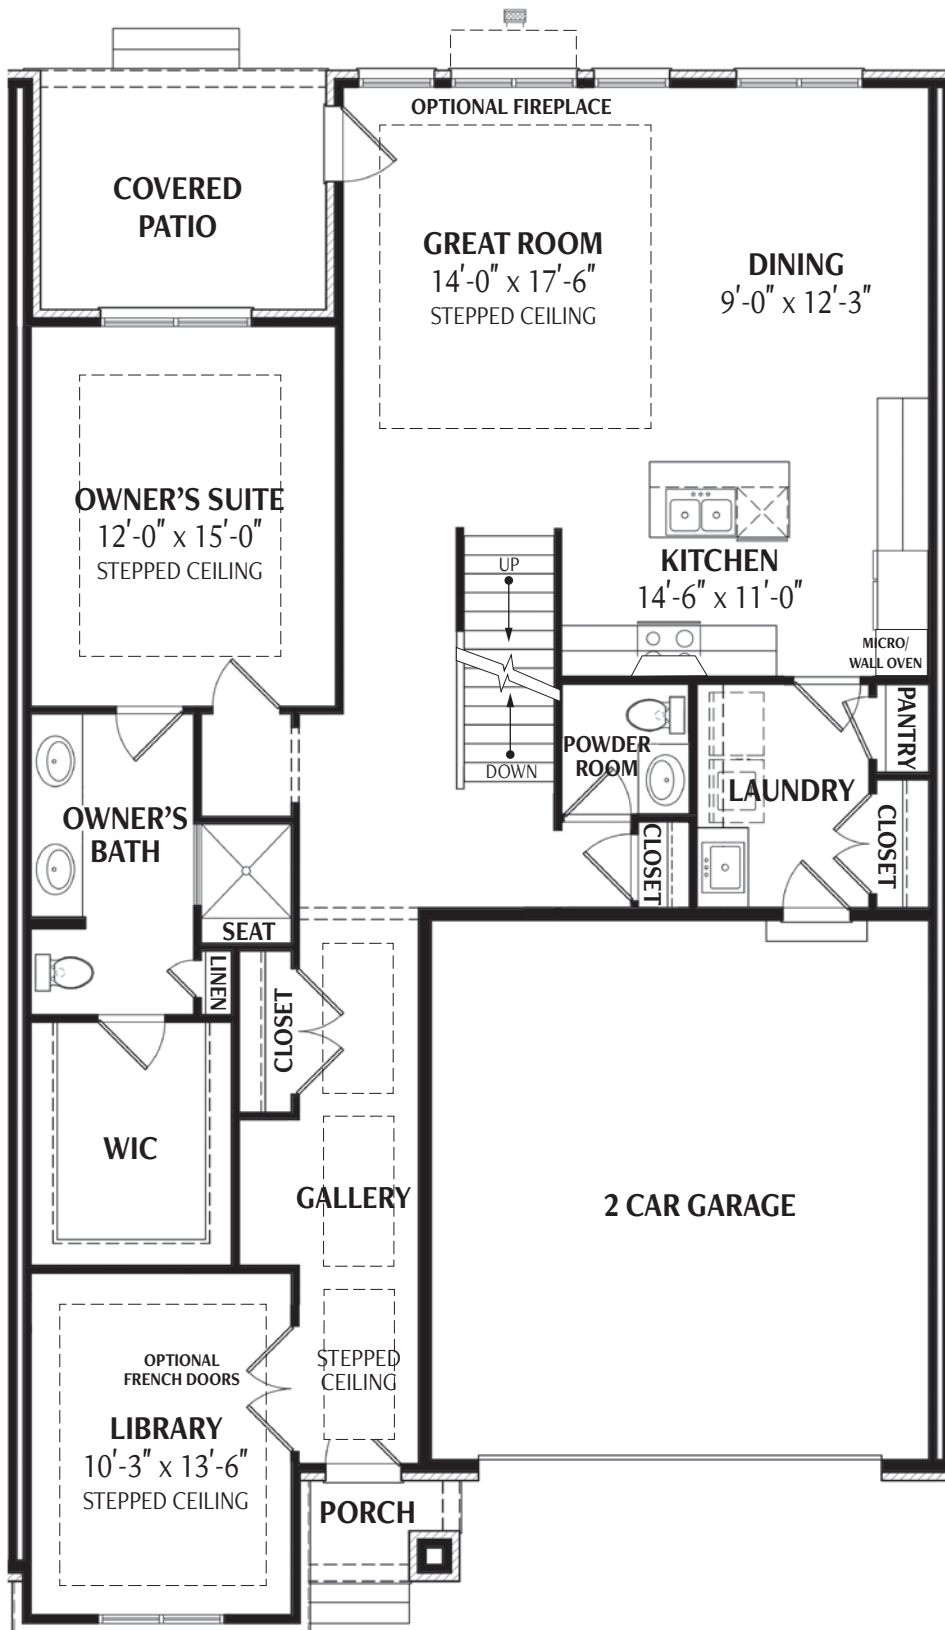 OPTIONAL FIREPLACE
COVERED
PATIO
GREAT ROOM
14'-0" x 17'-6"
STEPPED CEILING
DINING
9'-0" x 12'-3"
OWNER'S SUITE
12'-0" x 15'-0"
STEPPED CEILING
UP
KITCHEN
14'-6" x 11'-0"
MICRO/
WALL OVEN
PANTRY
POWDER
ROOM
DOWN
LAUNDRY
OWNER'S
BATH
CLOSET
CLOSET
SEAT
LINEN
CLOSET
WIC
GALLERY
2 CAR GARAGE
OPTIONAL
FRENCH DOORS
STEPPED
CEILING
LIBRARY
10'-3" x 13'-6"
STEPPED CEILING
PORCH